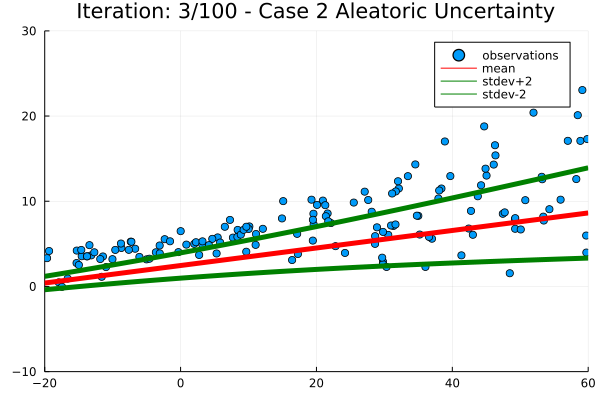 Iteration: 3/100 - Case 2 Aleatoric Uncertainty
30
20
10
0
−10
−20
0
20
40
60
observations
mean
stdev+2
stdev-2